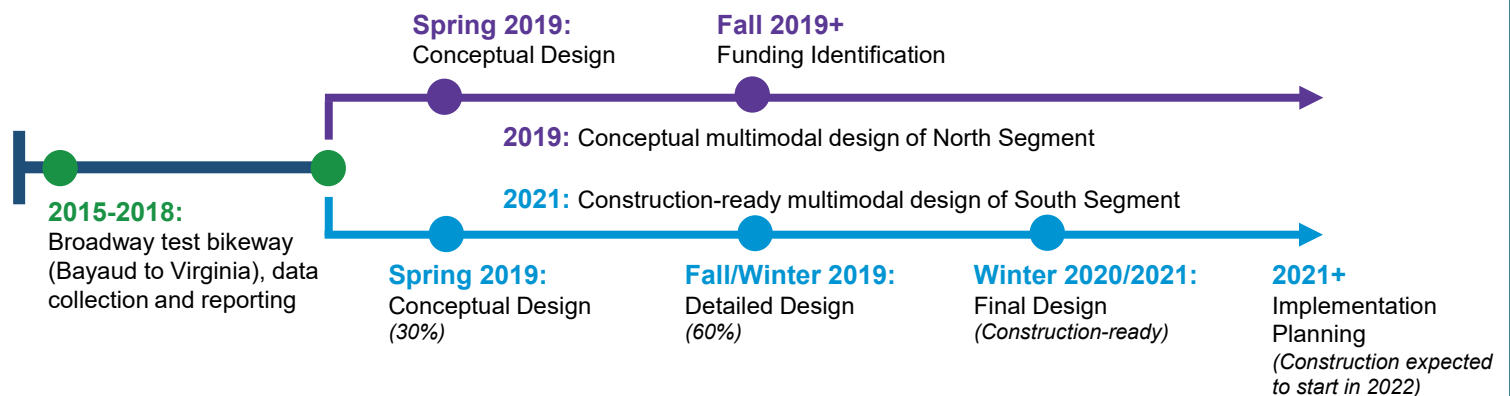 Spring 2019:
Conceptual Design
Fall 2019+
Funding Identification
2019: Conceptual multimodal design of North Segment
2015-2018:
Broadway test bikeway
(Bayaud to Virginia), data
collection and reporting
2021: Construction-ready multimodal design of South Segment
Spring 2019:
Conceptual Design
(30%)
Fall/Winter 2019:
Detailed Design
(60%)
Winter 2020/2021:
Final Design
(Construction-ready)
2021+
Implementation
Planning
(Construction expected
to start in 2022)